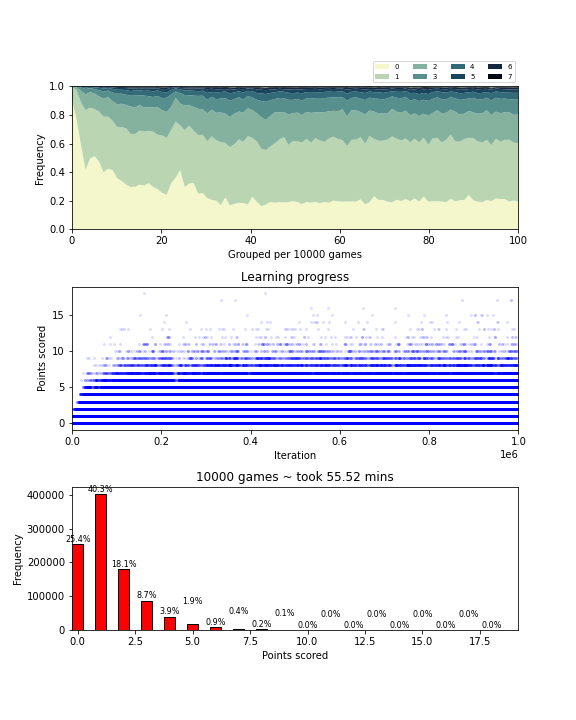 0 2 4 6
1 3 5 7
1.0
0.8
0.6
0.4
0.2
0.0
Frequency
0 20 40 60 80 100
Grouped per 10000 games
Learning progress
15
10
5
0
Points scored
0.0 0.2 0.4 0.6 0.8 1.0
Iteration
1e6
10000 games ~ took 55.52 mins
400000
300000
200000
100000
0
Frequency
25.4% 40.3% 18.1% 8.7% 3.9% 1.9% 0.9% 0.4% 0.2% 0.1% 0.0% 0.0% 0.0% 0.0% 0.0% 0.0% 0.0% 0.0% 0.0%
0.0 2.5 5.0 7.5 10.0 12.5 15.0 17.5
Points scored